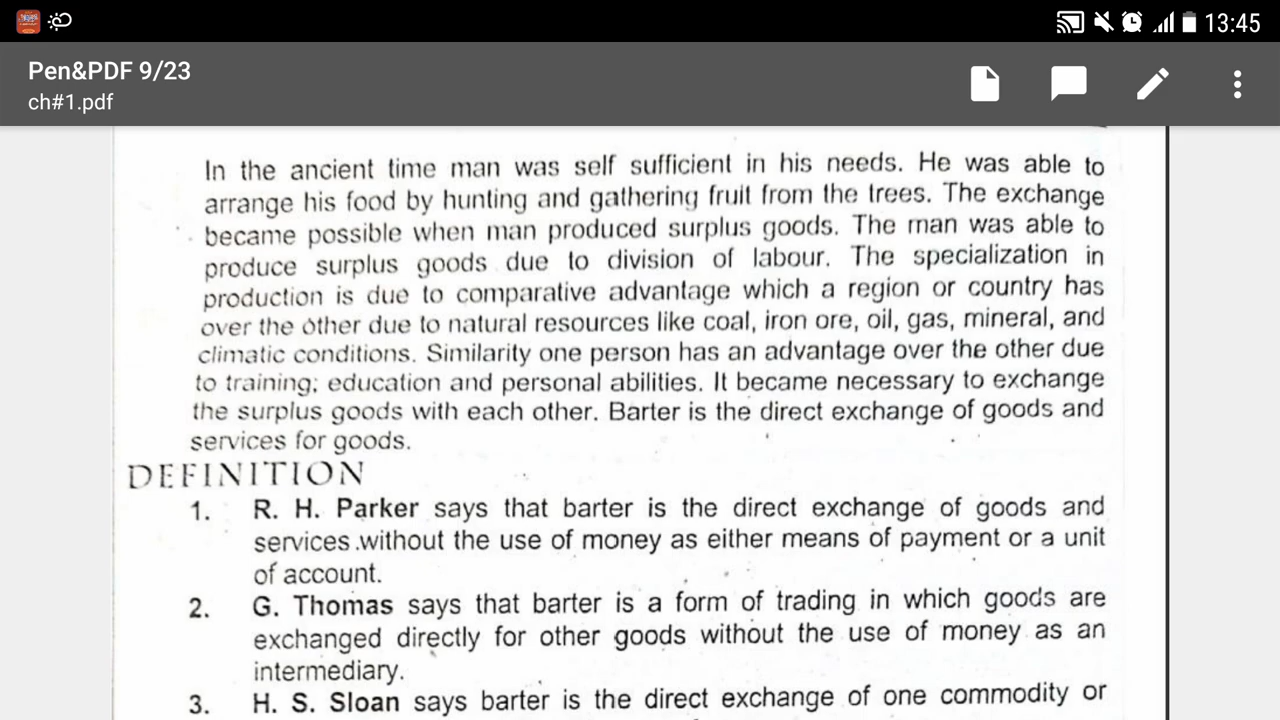 13:45
Pen&PDF 9/23
ch#1.pdf
In the ancient time man was self sufficient in his needs. He was able to
arrange his food by hunting and gathering fruit from the trees. The exchange
became possible when man produced surplus goods. The man was able to
produce surplus goods due to division of labour. The specialization in
production is due to comparative advantage which a region or country has
over the other due to natural resources like coal, iron ore, oil, gas, mineral, and
climatic conditions. Similarity one person has an advantage over the other due
to training; education and personal abilities. It became necessary to exchange
the surplus goods with each other. Barter is the direct exchange of goods and
services for goods.
DEFINITION
1. R. H. Parker says that barter is the direct exchange of goods and
services .without the use of money as either means of payment or a unit
of account.
2. G. Thomas says that barter is a form of trading in which goods are
exchanged directly for other goods without the use of money as an
intermediary.
3. H. S. Sloan says barter is the direct exchange of one commodity or